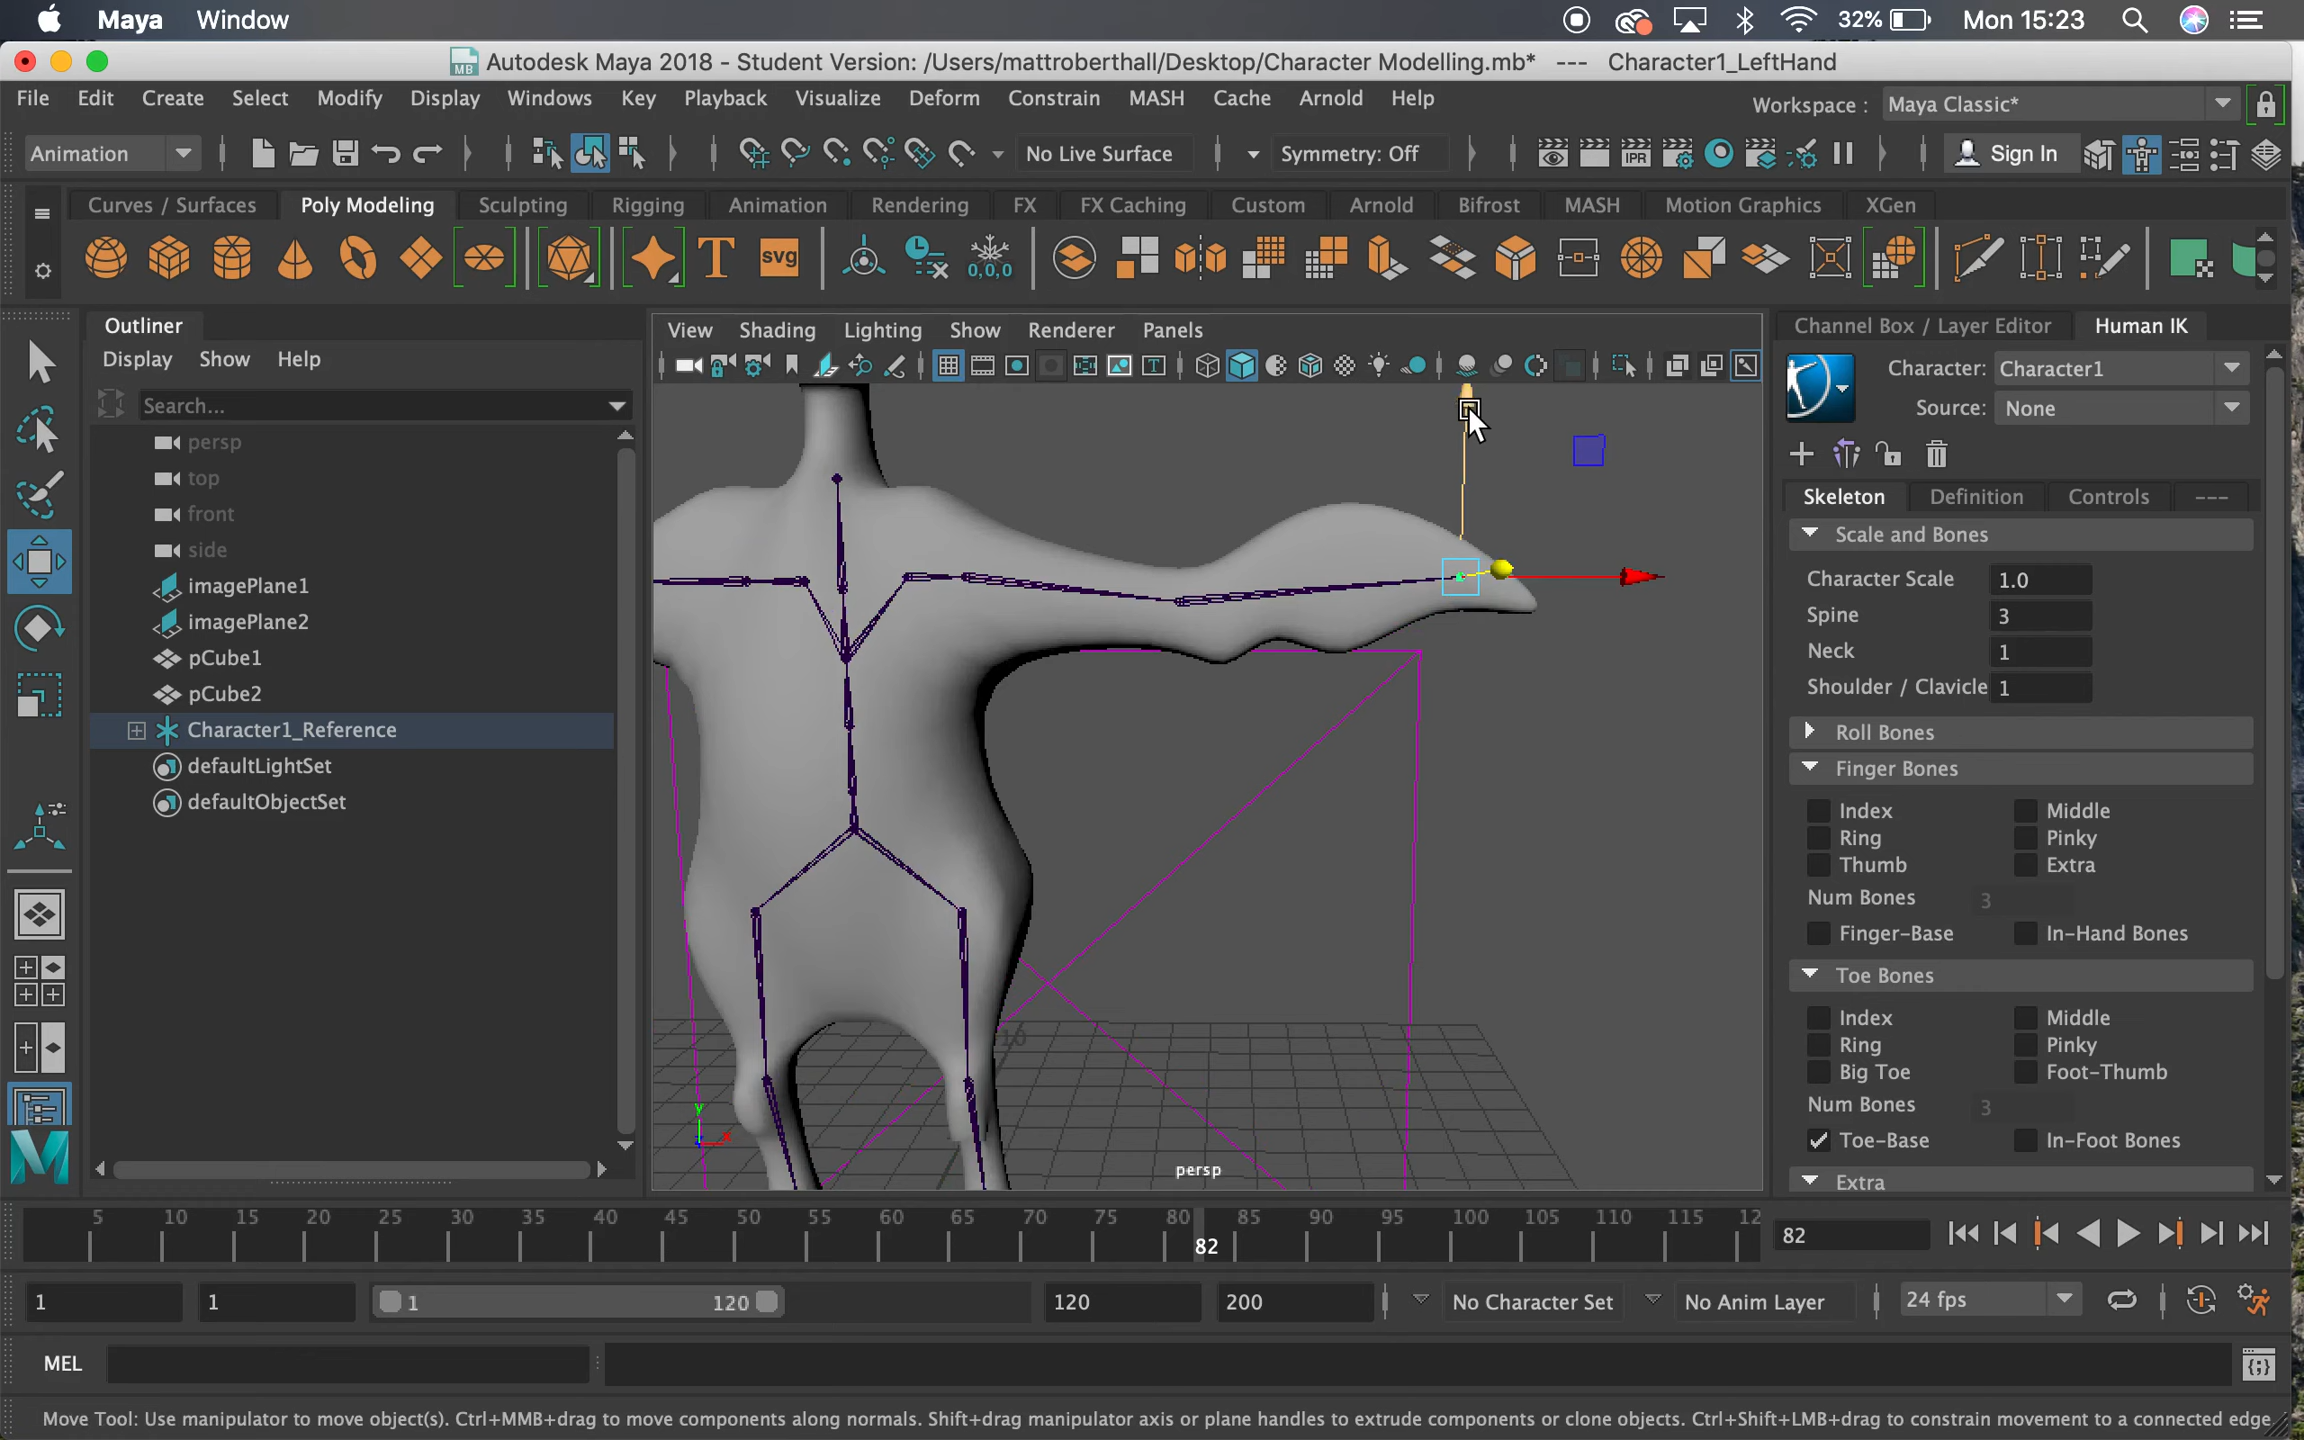 Maya Window 32% Mon 15:23
MB Autodesk Maya 2018 - Student Version: /Users/mattroberthall/Desktop/Character Modelling.mb* --- Character1_LeftHand
File Edit Create Select Modify Display Windows Key Playback Visualize Deform Constrain MASH Cache Arnold Help Workspace : Maya Classic*
Animation No Live Surface Symmetry: Off IPR Sign In
Curves / Surfaces Poly Modeling Sculpting Rigging Animation Rendering FX FX Caching Custom Arnold Bifrost MASH Motion Graphics XGen
T svg 0,0,0
Outliner
Display Show Help
Search...
persp
top
front
side
imagePlane1
imagePlane2
pCube1
pCube2
Character1_Reference
defaultLightSet
defaultObjectSet
View Shading Lighting Show Renderer Panels
10
y
x
persp
Channel Box / Layer Editor Human IK
Character: Character1
Source: None
Skeleton Definition Controls ---
Scale and Bones
Character Scale 1.0
Spine 3
Neck 1
Shoulder / Clavicle 1
Roll Bones
Finger Bones
Index Middle
Ring Pinky
Thumb Extra
Num Bones 3
Finger-Base In-Hand Bones
Toe Bones
Index Middle
Ring Pinky
Big Toe Foot-Thumb
Num Bones 3
Toe-Base In-Foot Bones
Extra
5 10 15 20 25 30 35 40 45 50 55 60 65 70 75 80 85 90 95 100 105 110 115 12
82 82
1 1 1 120 120 200 No Character Set No Anim Layer 24 fps
MEL
Move Tool: Use manipulator to move object(s). Ctrl+MMB+drag to move components along normals. Shift+drag manipulator axis or plane handles to extrude components or clone objects. Ctrl+Shift+LMB+drag to constrain movement to a connected edge.